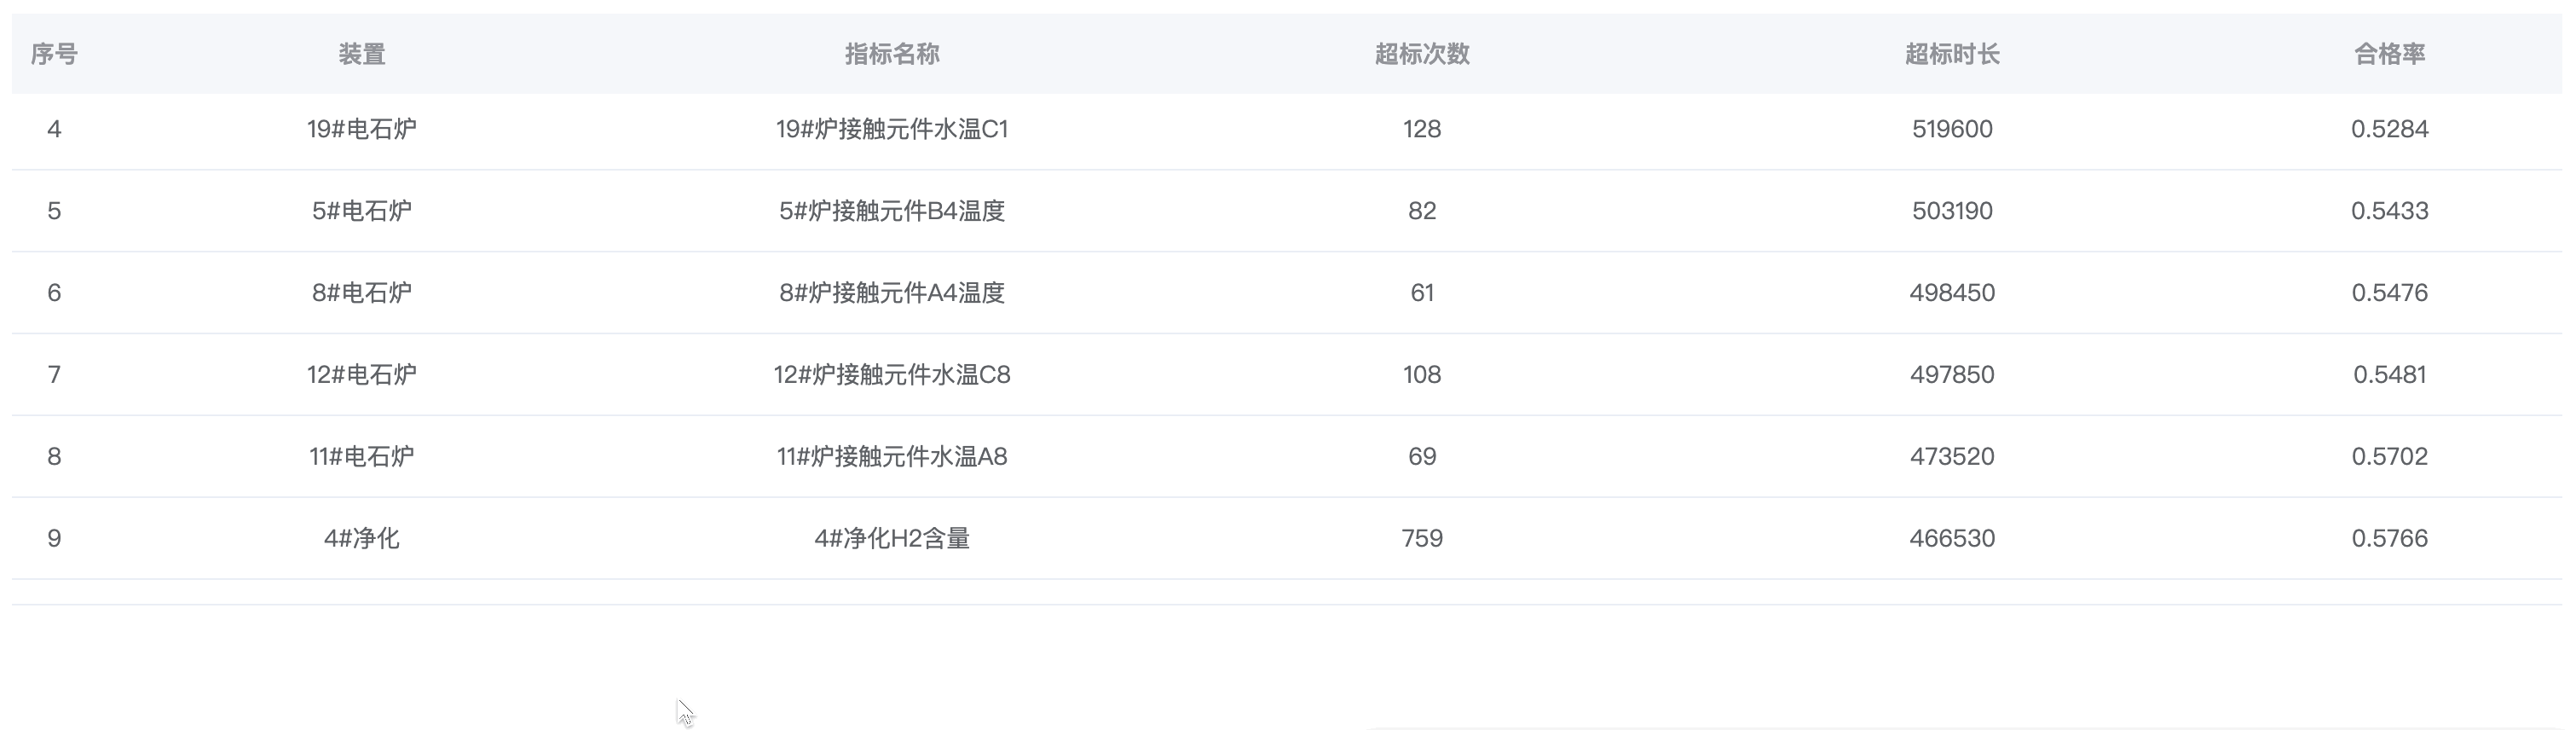 序号 装置 指标名称 超标次数 超标时长 合格率
4 19#电石炉 19#炉接触元件水温C1 128 519600 0.5284
5 5#电石炉 5#炉接触元件B4温度 82 503190 0.5433
6 8#电石炉 8#炉接触元件A4温度 61 498450 0.5476
7 12#电石炉 12#炉接触元件水温C8 108 497850 0.5481
8 11#电石炉 11#炉接触元件水温A8 69 473520 0.5702
9 4#净化 4#净化H2含量 759 466530 0.5766